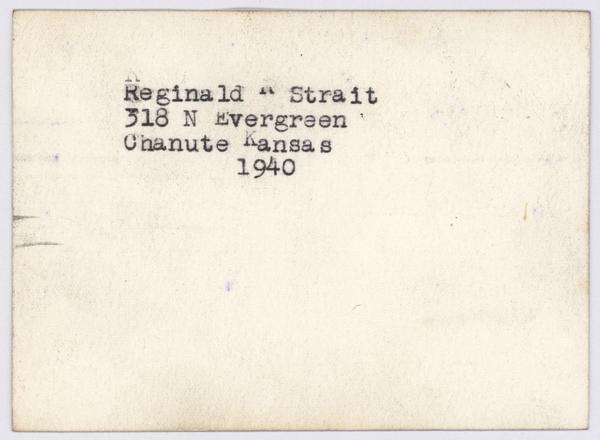 Reginald R Strait
318 N Evergreen
Chanute Kansas
1940